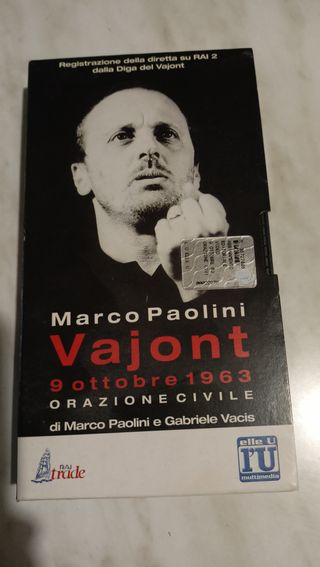 Registrazione della diretta su RAI 2
dalla Diga del Vajont
Marco Paolini
Vajont
9 ottobre 1963
ORAZIONE CIVILE
di Marco Paolini e Gabriele Vacis
RAI
trade
elle U
l'U
multimedia